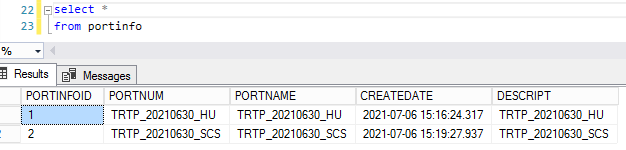 22 select *
23 from portinfo
%
Results Messages
PORTINFOID PORTNUM PORTNAME CREATEDATE DESCRIPT
1 TRTP_20210630_HU TRTP_20210630_HU 2021-07-06 15:16:24.317 TRTP_20210630_HU
2 2 TRTP_20210630_SCS TRTP_20210630_SCS 2021-07-06 15:19:27.937 TRTP_20210630_SCS